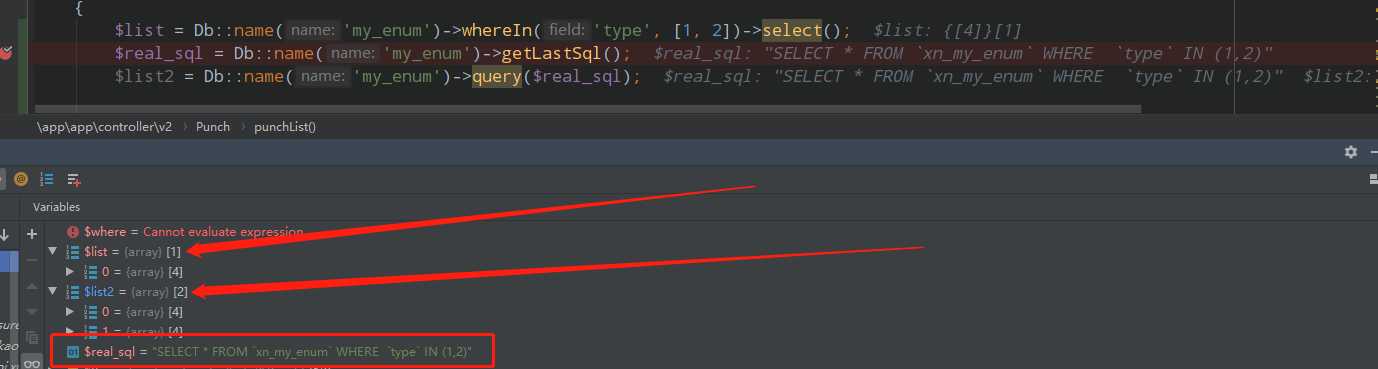 {
$list = Db::name( name: 'my_enum')->whereIn( field: 'type', [1, 2])->select(); $list: {[4]}[1]
$real_sql = Db::name( name: 'my_enum')->getLastSql(); $real_sql: "SELECT * FROM `xn_my_enum` WHERE  `type` IN (1,2)"
$list2 = Db::name( name: 'my_enum')->query($real_sql); $real_sql: "SELECT * FROM `xn_my_enum` WHERE  `type` IN (1,2)" $list2:
\app\app\controller\v2 › Punch › punchList()
Variables
$where = Cannot evaluate expression
$list = {array} [1]
0 = {array} [4]
$list2 = {array} [2]
0 = {array} [4]
1 = {array} [4]
$real_sql = "SELECT * FROM `xn_my_enum` WHERE  `type` IN (1,2)"